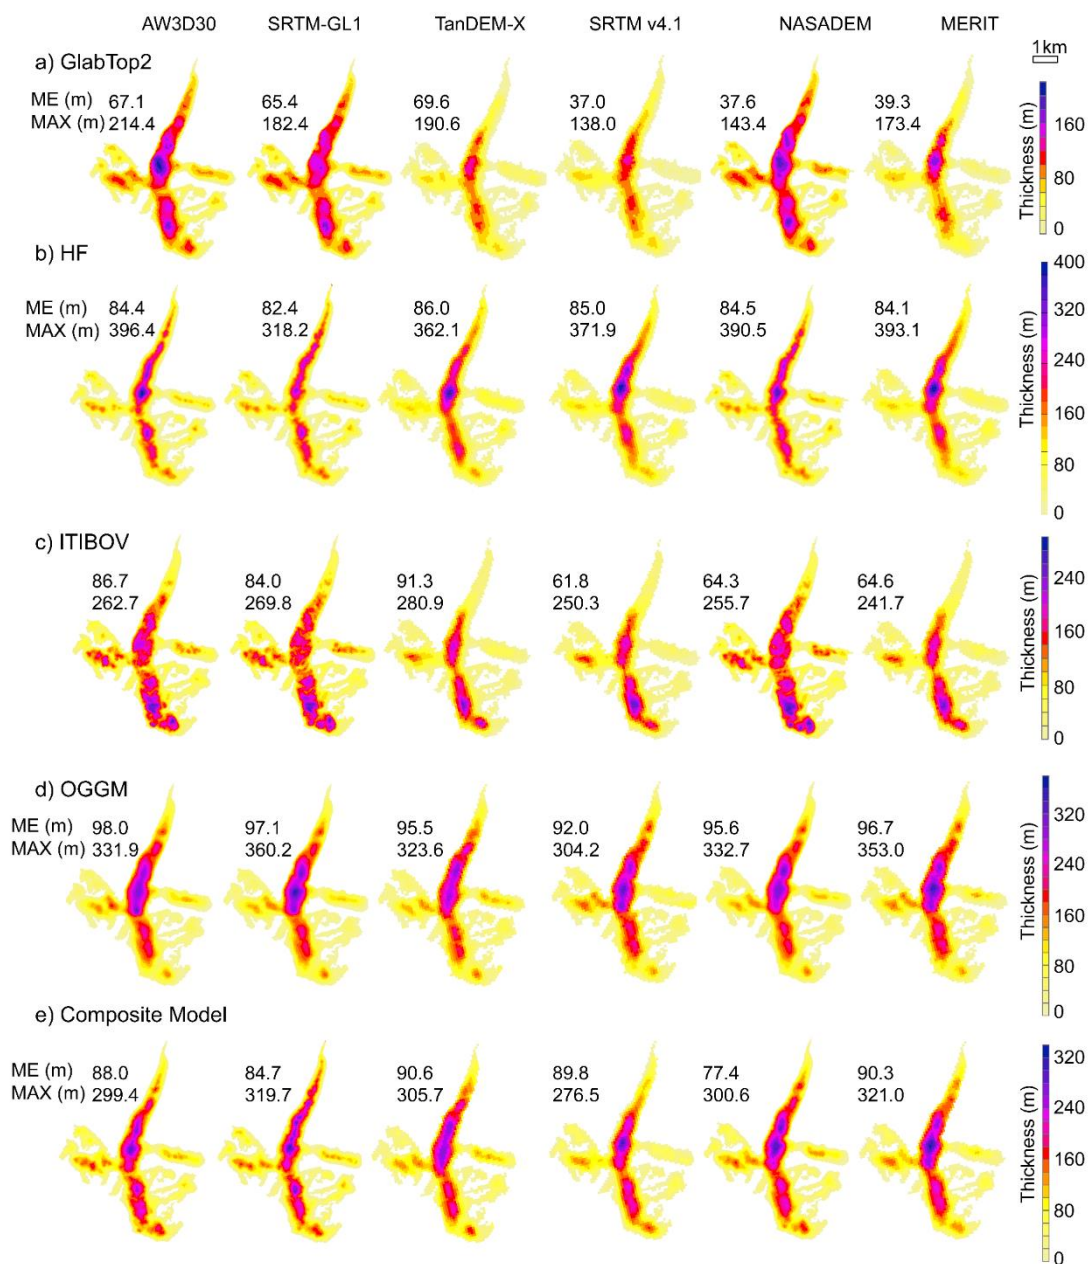 AW3D30 SRTM-GL1 TanDEM-X SRTM v4.1 NASADEM MERIT
1km
a) GlabTop2
ME (m) 67.1 65.4 69.6 37.0 37.6 39.3
MAX (m) 214.4 182.4 190.6 138.0 143.4 173.4
160
80
0
Thickness (m)
b) HF
ME (m) 84.4 82.4 86.0 85.0 84.5 84.1
MAX (m) 396.4 318.2 362.1 371.9 390.5 393.1
400
320
240
160
80
0
Thickness (m)
c) ITIBOV
86.7 84.0 91.3 61.8 64.3 64.6
262.7 269.8 280.9 250.3 255.7 241.7
240
160
80
0
Thickness (m)
d) OGGM
ME (m) 98.0 97.1 95.5 92.0 95.6 96.7
MAX (m) 331.9 360.2 323.6 304.2 332.7 353.0
320
240
160
80
0
Thickness (m)
e) Composite Model
ME (m) 88.0 84.7 90.6 89.8 77.4 90.3
MAX (m) 299.4 319.7 305.7 276.5 300.6 321.0
320
240
160
80
0
Thickness (m)